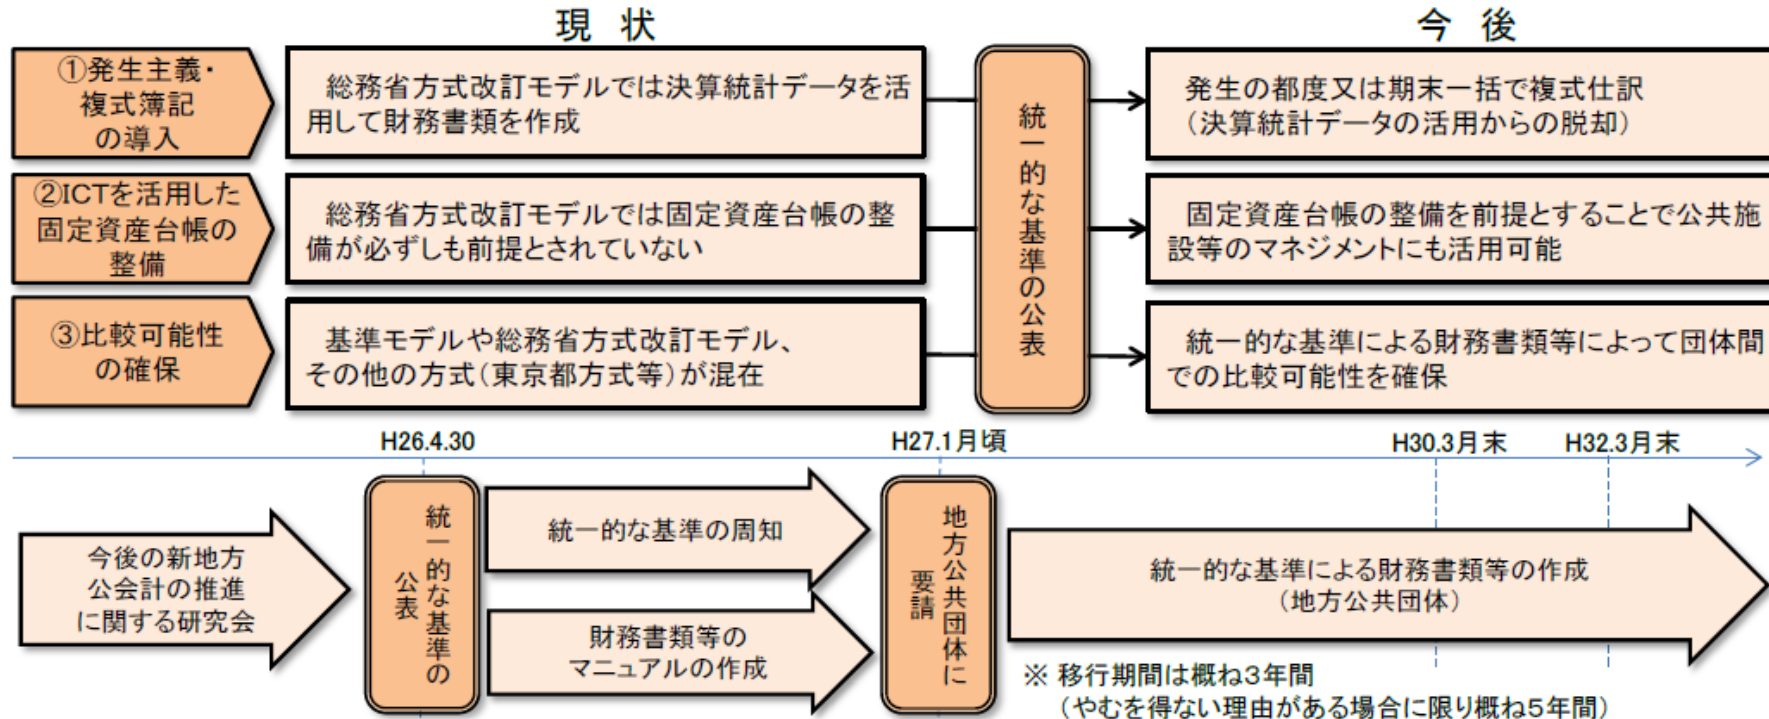 現 状
今 後
①発生主義・
複式簿記
の導入
総務省方式改訂モデルでは決算統計データを活
用して財務書類を作成
発生の都度又は期末一括で複式仕訳
（決算統計データの活用からの脱却）
②ICTを活用した
固定資産台帳の
整備
総務省方式改訂モデルでは固定資産台帳の整
備が必ずしも前提とされていない
固定資産台帳の整備を前提とすることで公共施
設等のマネジメントにも活用可能
③比較可能性
の確保
基準モデルや総務省方式改訂モデル、
その他の方式（東京都方式等）が混在
統一的な基準による財務書類等によって団体間
での比較可能性を確保
統一的な基準の公表
H26.4.30
H27.1月頃
H30.3月末
H32.3月末
今後の新地方
公会計の推進
に関する研究会
統一的な基準の
公表
統一的な基準の周知
財務書類等の
マニュアルの作成
地方公共団体に
要請
統一的な基準による財務書類等の作成
（地方公共団体）
※ 移行期間は概ね3年間
（やむを得ない理由がある場合に限り概ね5年間）